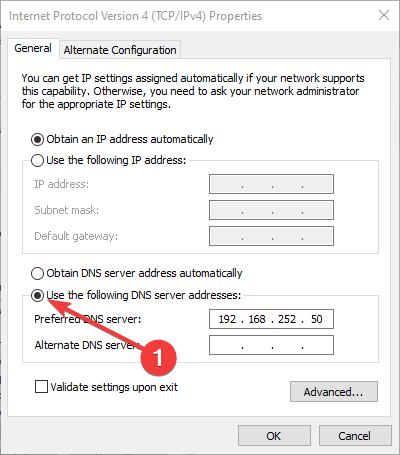 Internet Protocol Version 4 (TCP/IPv4) Properties
General
Alternate Configuration
You can get IP settings assigned automatically if your network supports
this capability. Otherwise, you need to ask your network administrator
for the appropriate IP settings.
Obtain an IP address automatically
Use the following IP address:
IP address: . . .
Subnet mask: . . .
Default gateway: . . .
Obtain DNS server address automatically
Use the following DNS server addresses:
Preferred DNS server: 192 . 168 . 252 . 50
Alternate DNS server: . . .
1
Validate settings upon exit
Advanced...
OK
Cancel